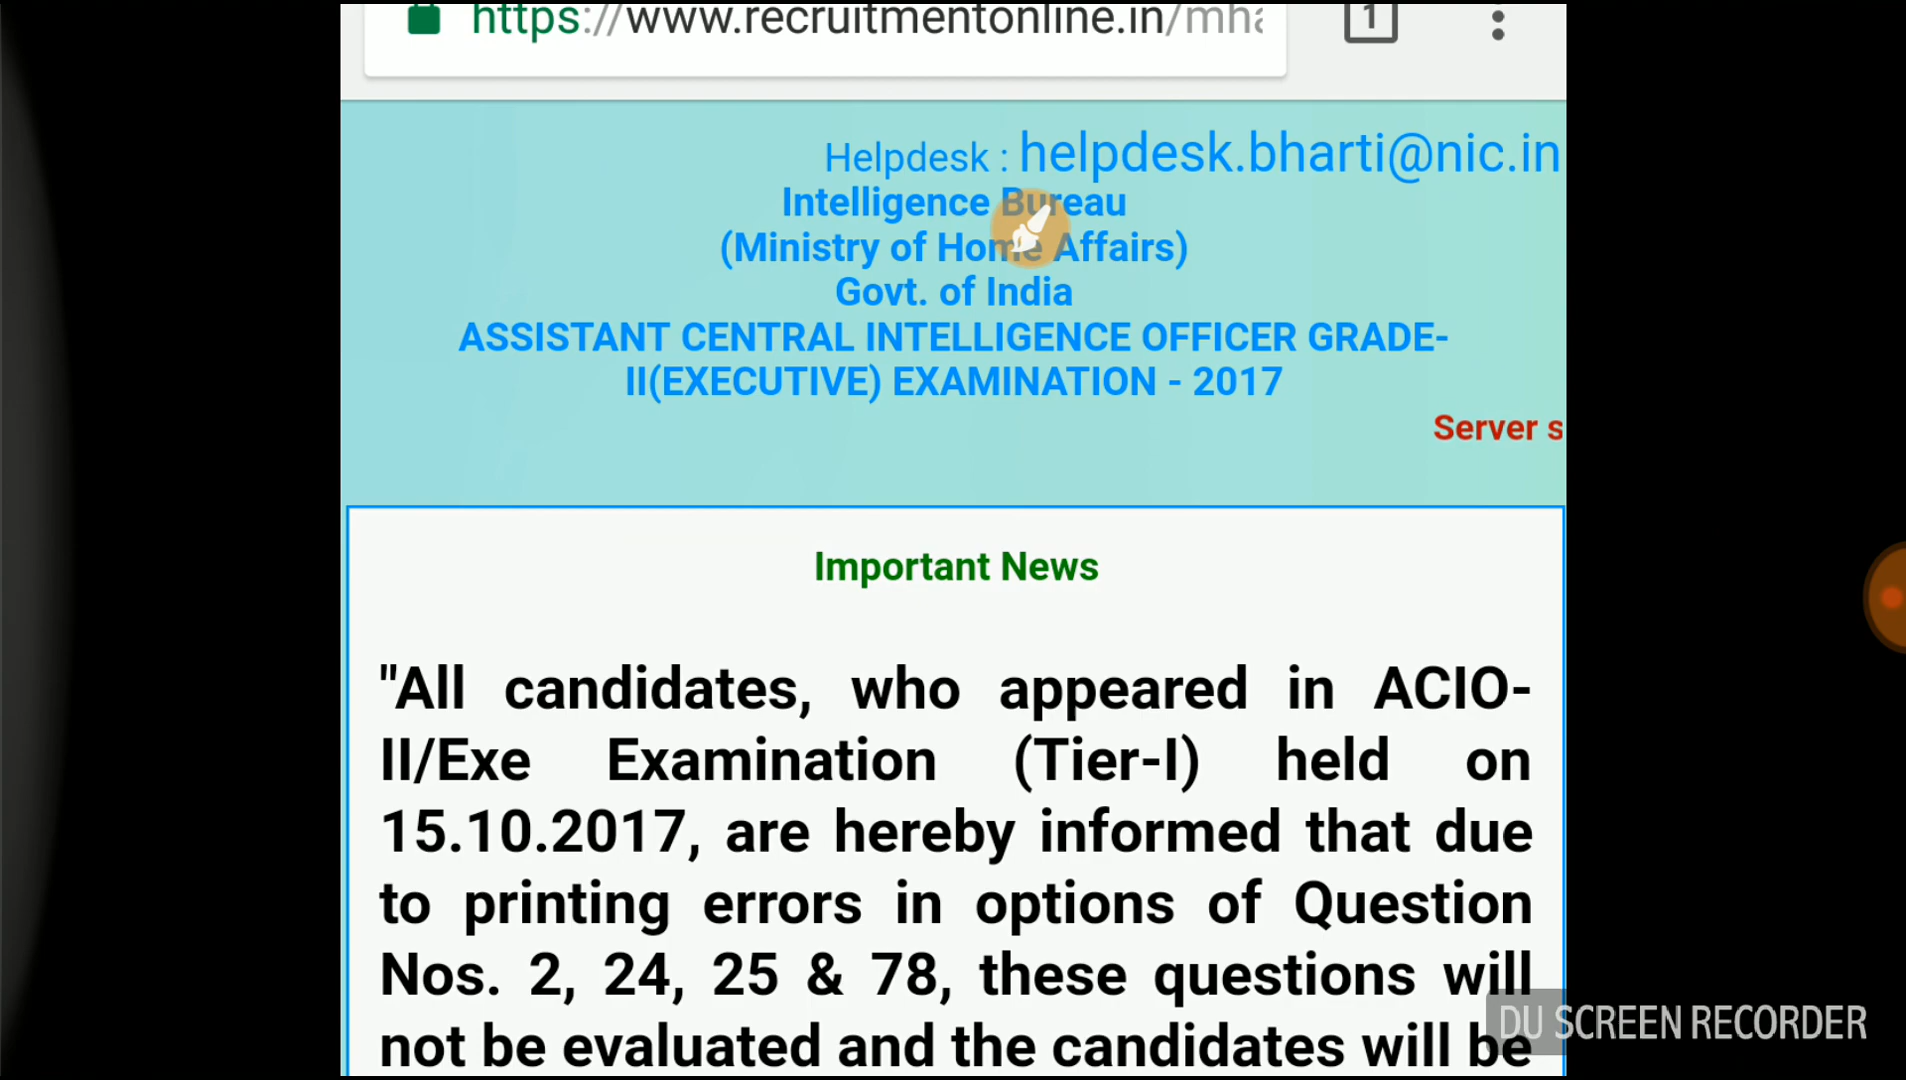 https://www.recruitmentonline.in/mha
1
Helpdesk : helpdesk.bharti@nic.in
Intelligence Bureau
(Ministry of Home Affairs)
Govt. of India
ASSISTANT CENTRAL INTELLIGENCE OFFICER GRADE-
II(EXECUTIVE) EXAMINATION - 2017
Server s
Important News
"All candidates, who appeared in ACIO-
II/Exe Examination (Tier-I) held on
15.10.2017, are hereby informed that due
to printing errors in options of Question
Nos. 2, 24, 25 & 78, these questions will
not be evaluated and the candidates will be
DU SCREEN RECORDER